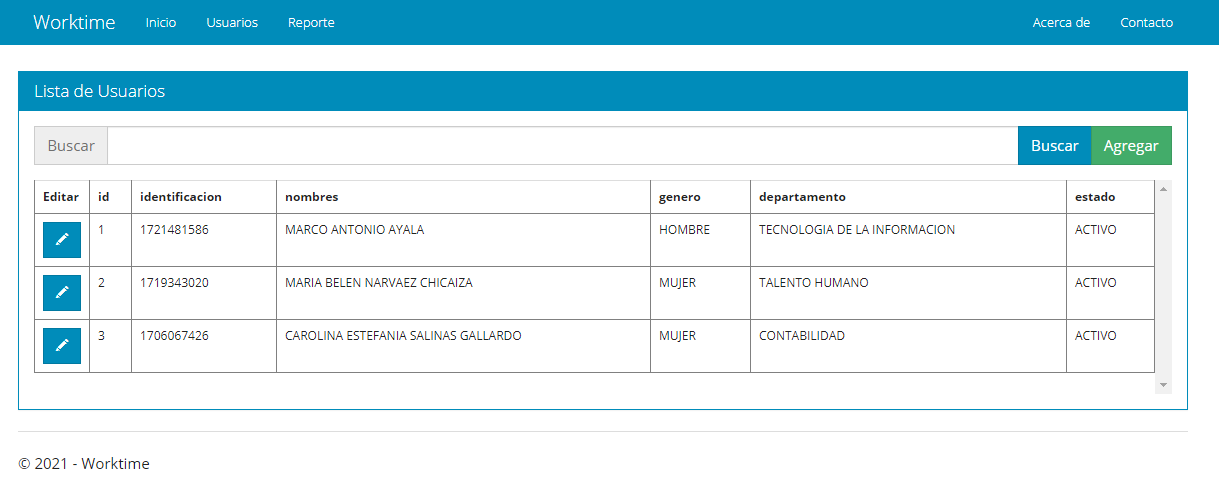 Worktime Inicio Usuarios Reporte Acerca de Contacto
Lista de Usuarios
Buscar Buscar Agregar
Editar id identificacion nombres genero departamento estado
1 1721481586 MARCO ANTONIO AYALA HOMBRE TECNOLOGIA DE LA INFORMACION ACTIVO
2 1719343020 MARIA BELEN NARVAEZ CHICAIZA MUJER TALENTO HUMANO ACTIVO
3 1706067426 CAROLINA ESTEFANIA SALINAS GALLARDO MUJER CONTABILIDAD ACTIVO
© 2021 - Worktime